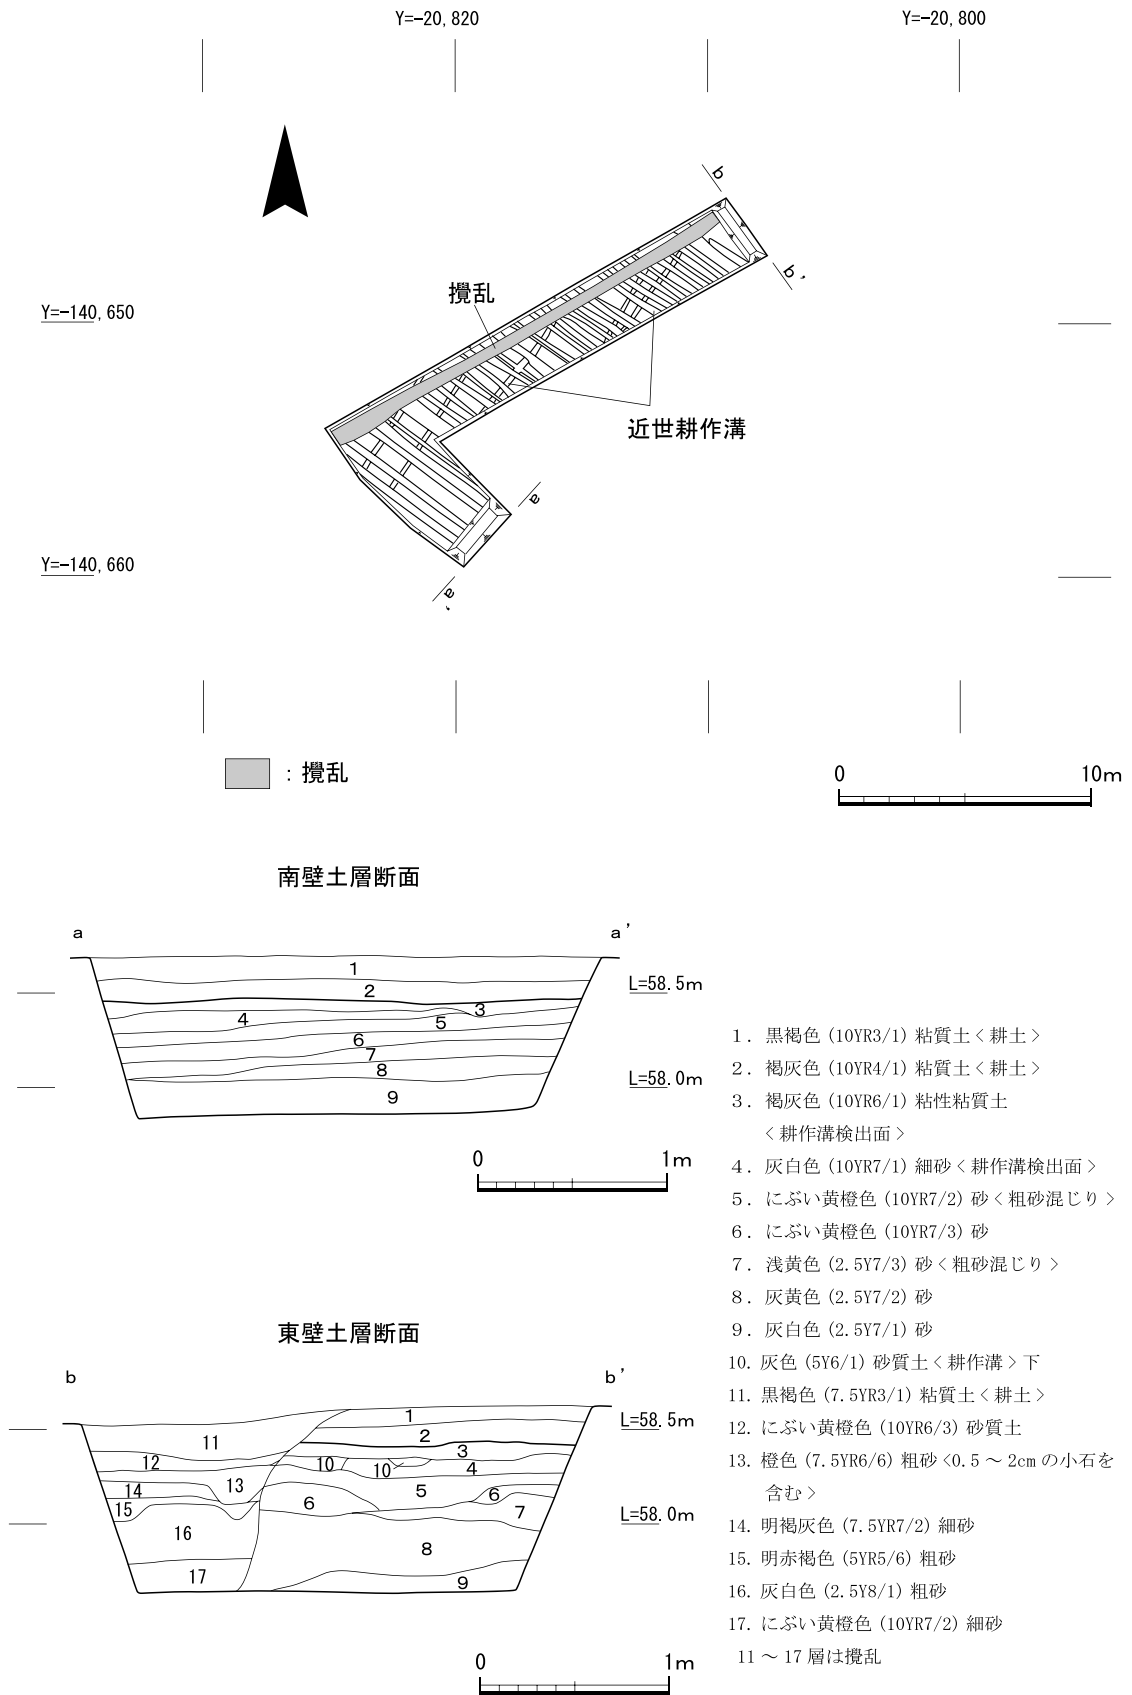 Y=-20,820
Y=-20,800
b
b'
攪乱
Y=-140,650
近世耕作溝
a
Y=-140,660
a'
：攪乱
0
10m
南壁土層断面
a
a'
1
L=58.5m
2
3
4
5
6
7
L=58.0m
8
9
0
1m
1. 黒褐色 (10YR3/1) 粘質土＜耕土＞
2. 褐灰色 (10YR4/1) 粘質土＜耕土＞
3. 褐灰色 (10YR6/1) 粘性粘質土
＜耕作溝検出面＞
4. 灰白色 (10YR7/1) 細砂＜耕作溝検出面＞
5. にぶい黄橙色 (10YR7/2) 砂＜粗砂混じり＞
6. にぶい黄橙色 (10YR7/3) 砂
7. 浅黄色 (2.5Y7/3) 砂＜粗砂混じり＞
8. 灰黄色 (2.5Y7/2) 砂
9. 灰白色 (2.5Y7/1) 砂
10. 灰色 (5Y6/1) 砂質土＜耕作溝＞下
11. 黒褐色 (7.5YR3/1) 粘質土＜耕土＞
12. にぶい黄橙色 (10YR6/3) 砂質土
13. 橙色 (7.5YR6/6) 粗砂＜0.5～2cmの小石を
含む＞
14. 明褐灰色 (7.5YR7/2) 細砂
15. 明赤褐色 (5YR5/6) 粗砂
16. 灰白色 (2.5Y8/1) 粗砂
17. にぶい黄橙色 (10YR7/2) 細砂
11～17層は攪乱
東壁土層断面
b
b'
1
L=58.5m
2
11
3
12
10
10
4
13
14
5
6
6
15
7
L=58.0m
16
8
17
9
0
1m